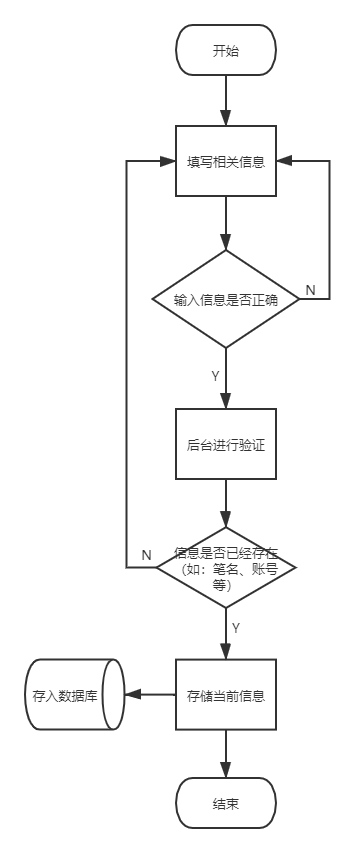 开始
填写相关信息
输入信息是否正确
N
Y
后台进行验证
信息是否已经存在
（如：笔名、账号
等）
N
Y
存入数据库
存储当前信息
结束